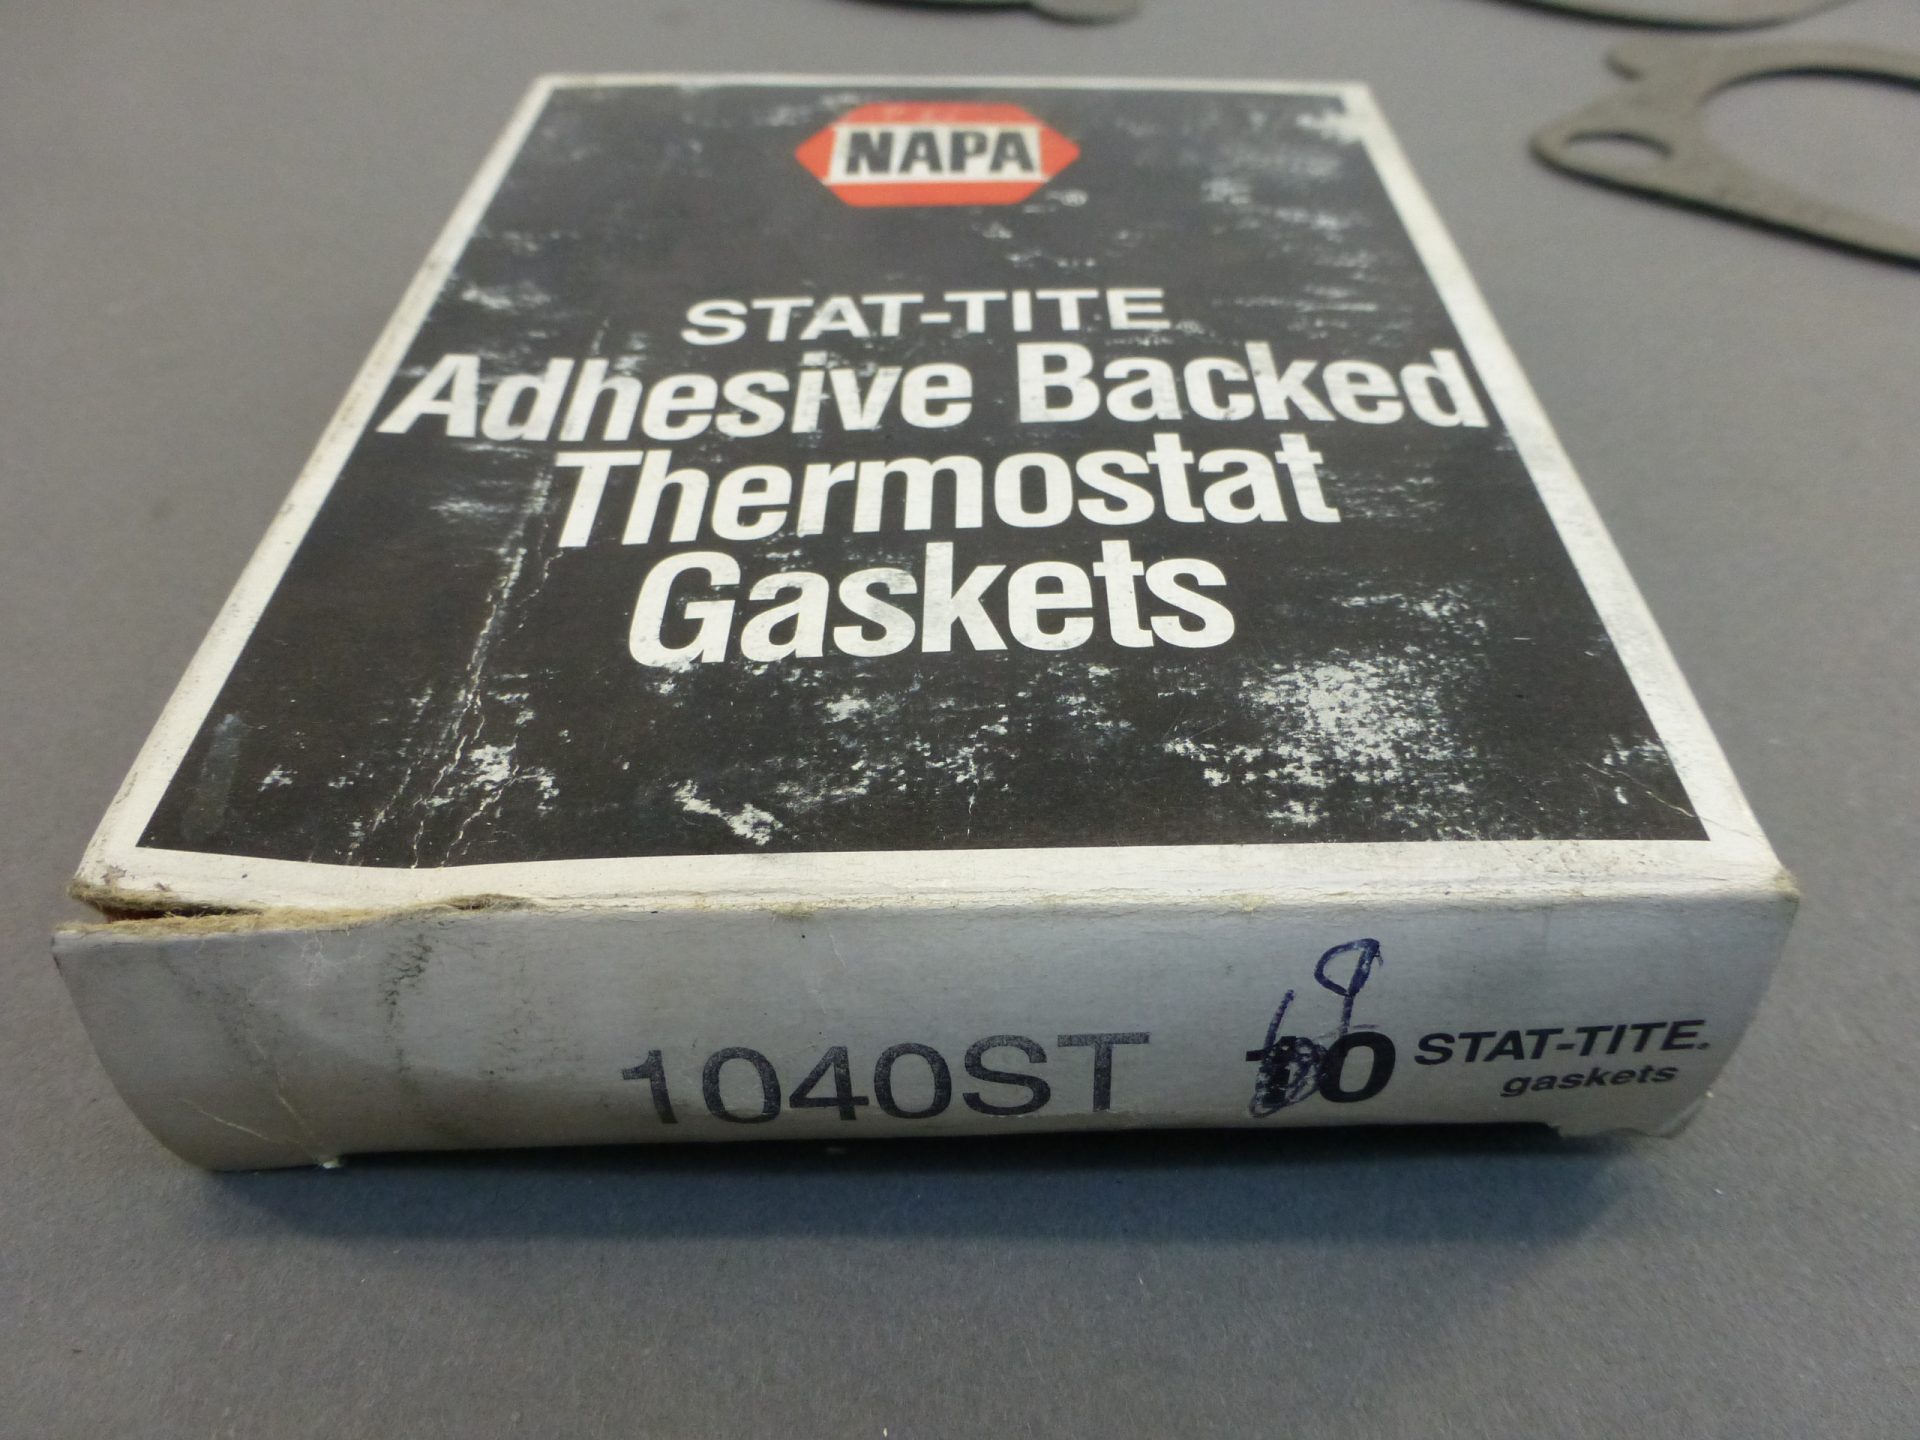 NAPA
®
STAT-TITE®
Adhesive Backed
Thermostat
Gaskets
1040ST 10 STAT-TITE®
gaskets